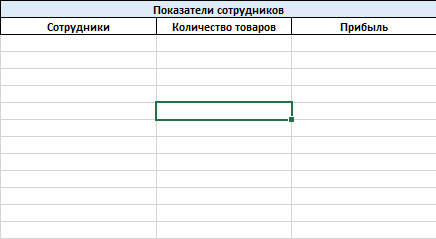 Показатели сотрудников
Сотрудники Количество товаров Прибыль